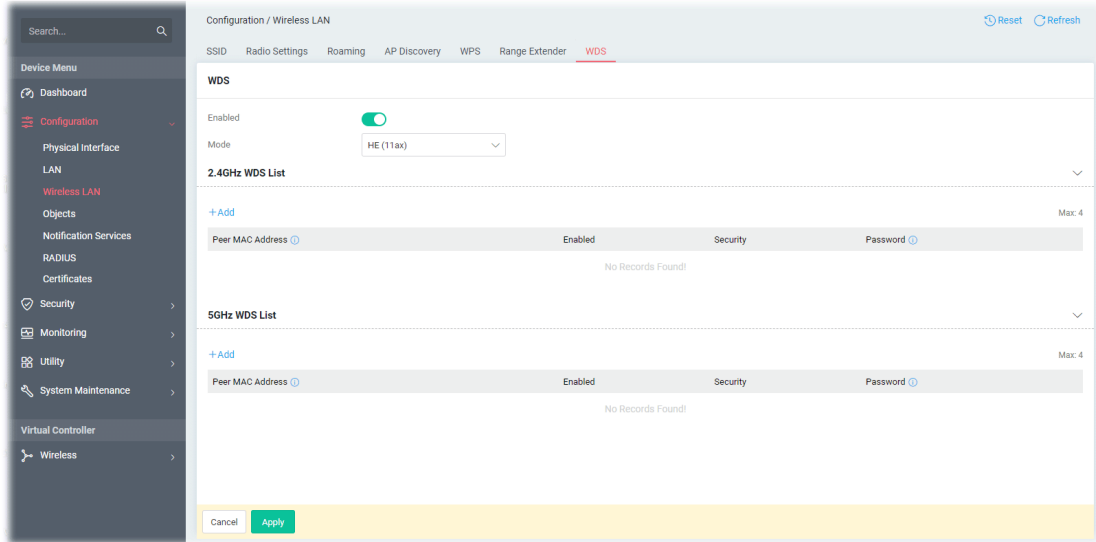 Search...
Device Menu
Dashboard
Configuration
Physical Interface
LAN
Wireless LAN
Objects
Notification Services
RADIUS
Certificates
Security
Monitoring
Utility
System Maintenance
Virtual Controller
Wireless
Configuration / Wireless LAN
Reset Refresh
SSID Radio Settings Roaming AP Discovery WPS Range Extender WDS
WDS
Enabled
Mode HE (11ax)
2.4GHz WDS List
+Add Max: 4
Peer MAC Address Enabled Security Password
No Records Found!
5GHz WDS List
+Add Max: 4
Peer MAC Address Enabled Security Password
No Records Found!
Cancel Apply